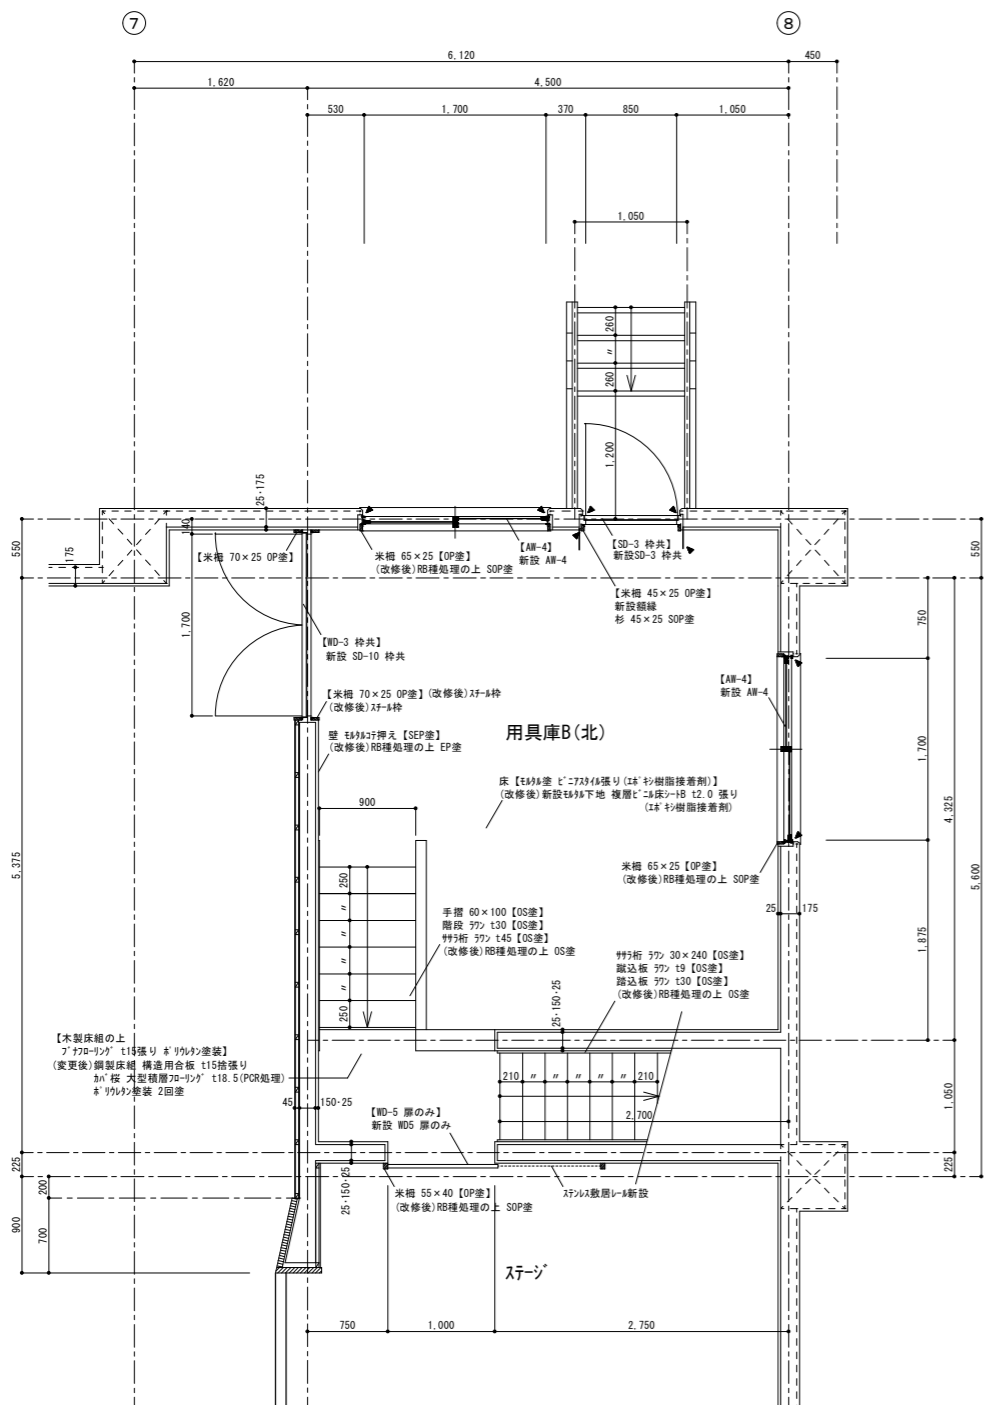 ⑦
⑧
6,120
450
1,620
4,500
530
1,700
370
850
1,050
1,050
260
〃
260
1,200
25・175
140
550
175
【米栂 70×25 OP塗】
米栂 65×25【OP塗】
(改修後)RB種処理の上 SOP塗
【AW-4】
新設 AW-4
【SD-3 枠共】
新設SD-3 枠共
550
【米栂 45×25 OP塗】
新設額縁
杉 45×25 SOP塗
1,700
750
【WD-3 枠共】
新設 SD-10 枠共
【AW-4】
新設 AW-4
【米栂 70×25 OP塗】(改修後)ｽﾁｰﾙ枠
(改修後)ｽﾁｰﾙ枠
壁 ﾓﾙﾀﾙｺﾃ押え【SEP塗】
(改修後)RB種処理の上 EP塗
用具庫B(北)
1,700
床【ﾓﾙﾀﾙ塗 ﾋﾞﾆｱｽﾀｲﾙ張り(ｴﾎﾟｷｼ樹脂接着剤)】
(改修後)新設ﾓﾙﾀﾙ下地 複層ﾋﾞﾆﾙ床ｼｰﾄB t2.0 張り
(ｴﾎﾟｷｼ樹脂接着剤)
900
4,325
5,375
5,600
米栂 65×25【OP塗】
(改修後)RB種処理の上 SOP塗
250
〃
〃
〃
〃
250
25
175
手摺 60×100【OS塗】
階段 ﾗﾜﾝ t30【OS塗】
ｻｻﾗ桁 ﾗﾜﾝ t45【OS塗】
(改修後)RB種処理の上 OS塗
1,875
ｻｻﾗ桁 ﾗﾜﾝ 30×240【OS塗】
蹴込板 ﾗﾜﾝ t9【OS塗】
踏込板 ﾗﾜﾝ t30【OS塗】
(改修後)RB種処理の上 OS塗
25・150・25
【木製床組の上
ﾌﾞﾅﾌﾛｰﾘﾝｸﾞ t15張り ﾎﾟﾘｳﾚﾀﾝ塗装】
(変更後)鋼製床組 構造用合板 t15捨張り
ｶﾊﾞ桜 大型積層ﾌﾛｰﾘﾝｸﾞ t18.5(PCR処理)
ﾎﾟﾘｳﾚﾀﾝ塗装 2回塗
210
〃
〃
〃
〃
〃
210
45
150・25
2,700
1,050
【WD-5 扉のみ】
新設 WD5 扉のみ
225
225
25・150・25
200
米栂 55×40【OP塗】
(改修後)RB種処理の上 SOP塗
ｽﾃﾝﾚｽ敷居ﾚｰﾙ新設
900
700
ｽﾃｰｼﾞ
750
1,000
2,750